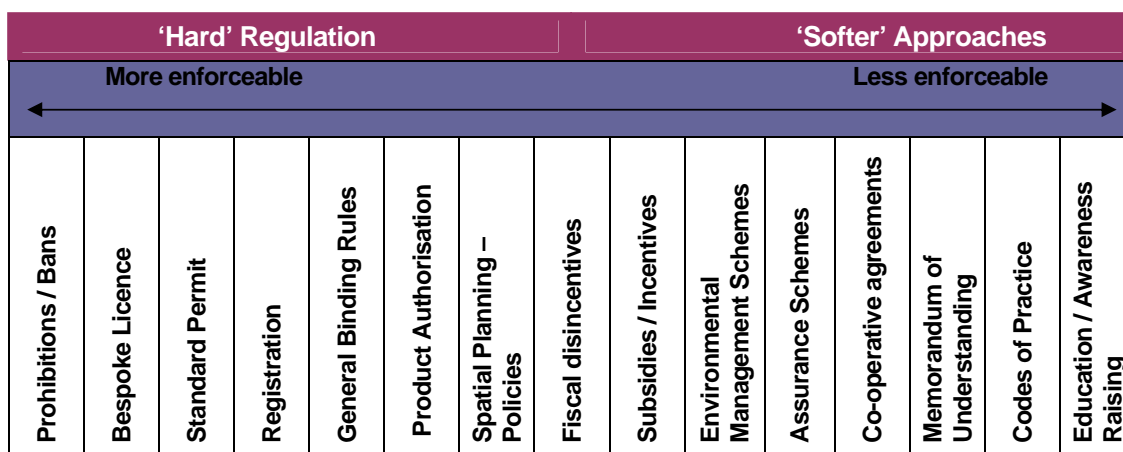 ‘Hard’ Regulation
‘Softer’ Approaches
More enforceable
Less enforceable
Prohibitions / Bans
Bespoke Licence
Standard Permit
Registration
General Binding Rules
Product Authorisation
Spatial Planning –
Policies
Fiscal disincentives
Subsidies / Incentives
Environmental
Management Schemes
Assurance Schemes
Co-operative agreements
Memorandum of
Understanding
Codes of Practice
Education / Awareness
Raising